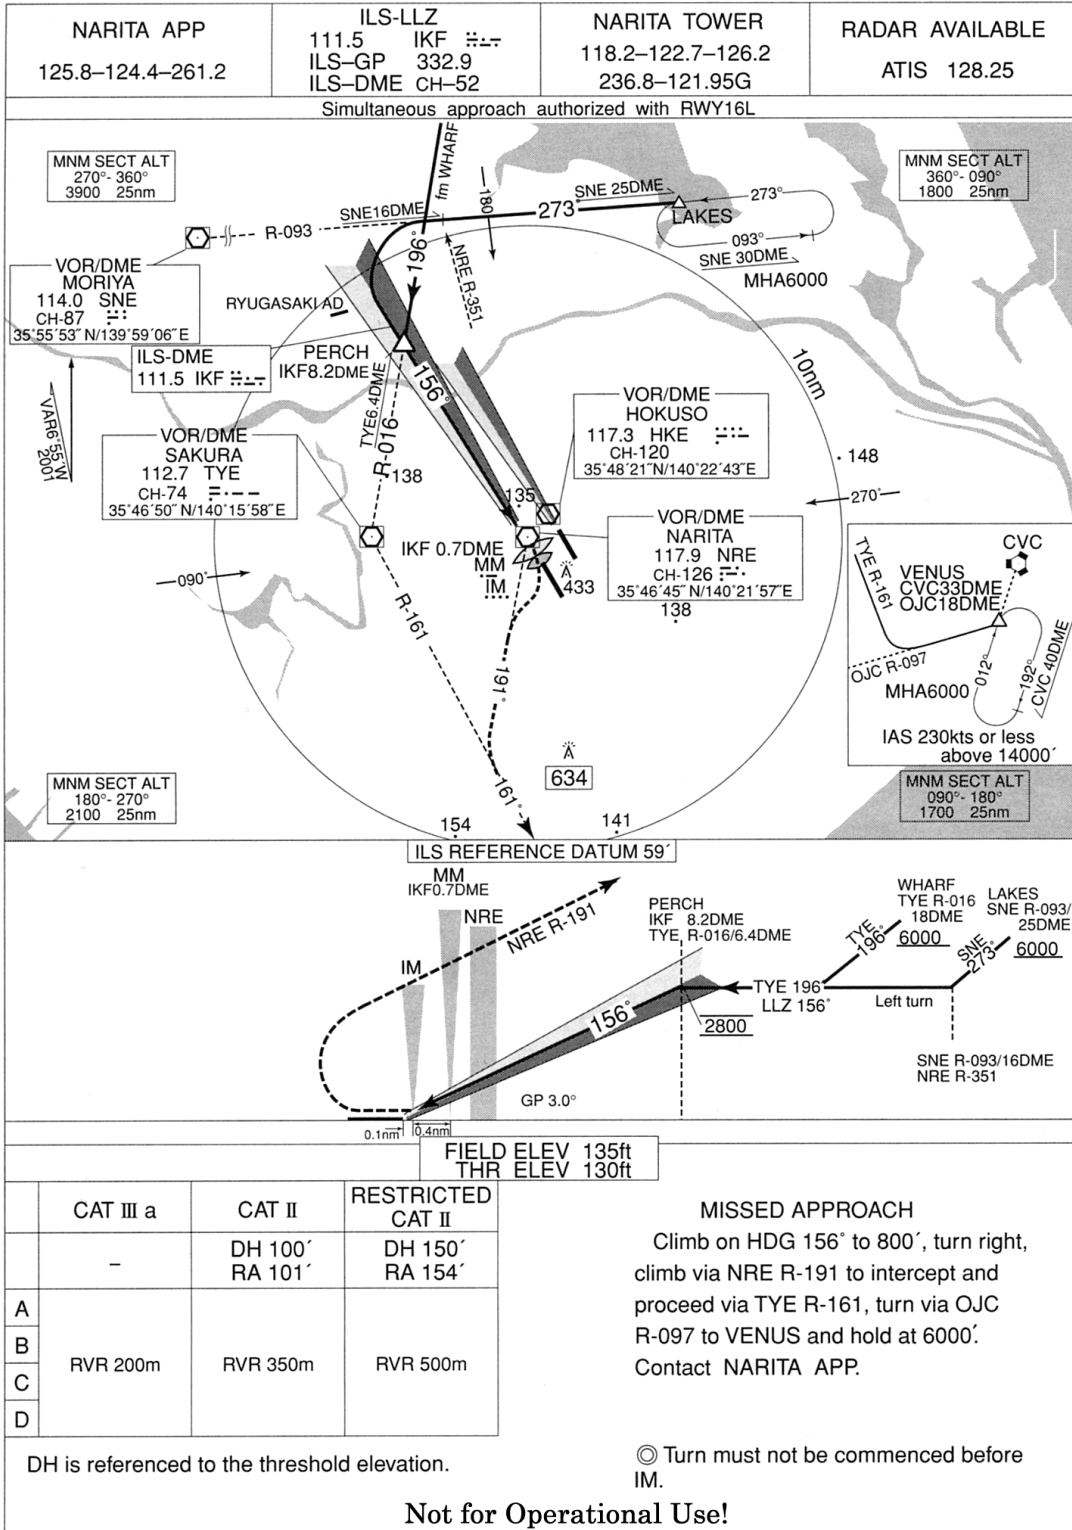 NARITA APP
125.8–124.4–261.2
ILS-LLZ
111.5 IKF
ILS–GP 332.9
ILS–DME CH–52
NARITA TOWER
118.2–122.7–126.2
236.8–121.95G
RADAR AVAILABLE
ATIS 128.25
Simultaneous approach authorized with RWY16L
MNM SECT ALT
270°- 360°
3900 25nm
fm WHARF
180°
SNE 25DME
273°
LAKES
273°
093°
SNE 30DME
MHA6000
MNM SECT ALT
360°- 090°
1800 25nm
SNE16DME
R-093
196°
NRE R-351
VOR/DME
MORIYA
114.0 SNE
CH-87
35°55′53″N/139°59′06″E
RYUGASAKI AD
ILS-DME
111.5 IKF
PERCH
IKF8.2DME
156°
10nm
VAR6°55′W
2001
TYE6.4DME
R-016
VOR/DME
SAKURA
112.7 TYE
CH-74
35°46′50″N/140°15′58″E
138
135
VOR/DME
HOKUSO
117.3 HKE
CH-120
35°48′21″N/140°22′43″E
148
270°
VOR/DME
NARITA
117.9 NRE
CH-126
35°46′45″N/140°21′57″E
138
IKF 0.7DME
MM
IM
433
090°
R-161
191°
161°
634
TYE R-161
CVC
VENUS
CVC33DME
OJC18DME
OJC R-097
MHA6000
012°
192°
CVC 40DME
IAS 230kts or less
above 14000′
MNM SECT ALT
180°- 270°
2100 25nm
MNM SECT ALT
090°- 180°
1700 25nm
154
141
ILS REFERENCE DATUM 59′
MM
IKF0.7DME
NRE
IM
NRE R-191
PERCH
IKF 8.2DME
TYE R-016/6.4DME
WHARF
TYE R-016
18DME
6000
LAKES
SNE R-093/
25DME
6000
TYE
196°
SNE
273°
TYE 196°
LLZ 156°
Left turn
156°
2800
SNE R-093/16DME
NRE R-351
GP 3.0°
0.1nm
0.4nm
FIELD ELEV 135ft
THR ELEV 130ft
CAT Ⅲ a
CAT Ⅱ
RESTRICTED
CAT Ⅱ
–
DH 100′
RA 101′
DH 150′
RA 154′
A
B
C
D
RVR 200m
RVR 350m
RVR 500m
MISSED APPROACH
Climb on HDG 156° to 800′, turn right,
climb via NRE R-191 to intercept and
proceed via TYE R-161, turn via OJC
R-097 to VENUS and hold at 6000′.
Contact NARITA APP.
DH is referenced to the threshold elevation.
◎ Turn must not be commenced before
IM.
Not for Operational Use!